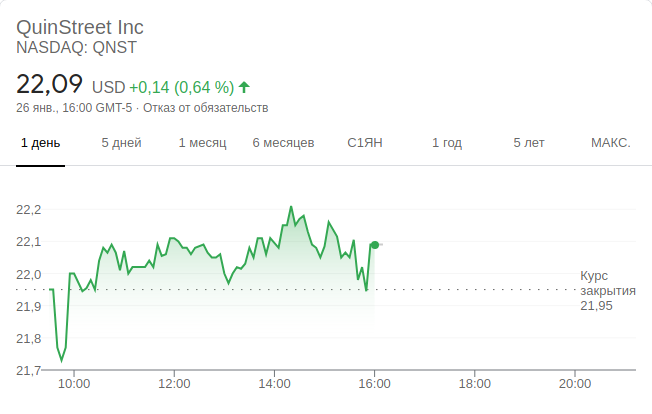 QuinStreet Inc
NASDAQ: QNST
22,09 USD +0,14 (0,64 %)
26 янв., 16:00 GMT-5 · Отказ от обязательств
1 день 5 дней 1 месяц 6 месяцев С1ЯН 1 год 5 лет МАКС.
22,2
22,1
22,0
21,9
21,8
21,7
Курс
закрытия
21,95
10:00 12:00 14:00 16:00 18:00 20:00